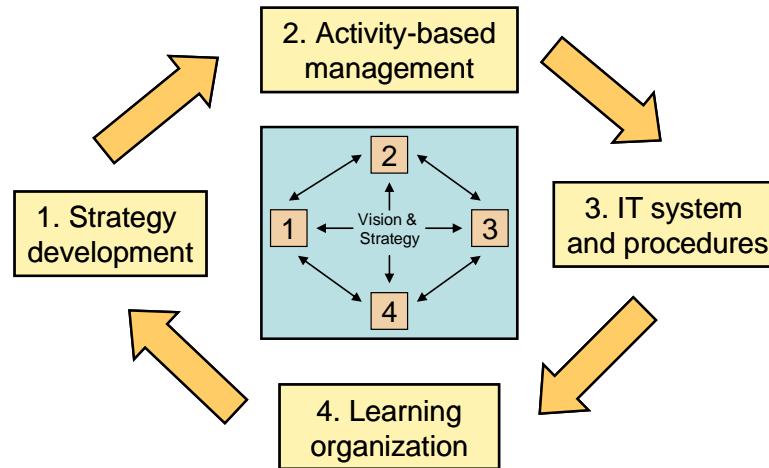 2. Activity-based
management
1. Strategy
development
2
1
Vision &
Strategy
3
4
3. IT system
and procedures
4. Learning
organization